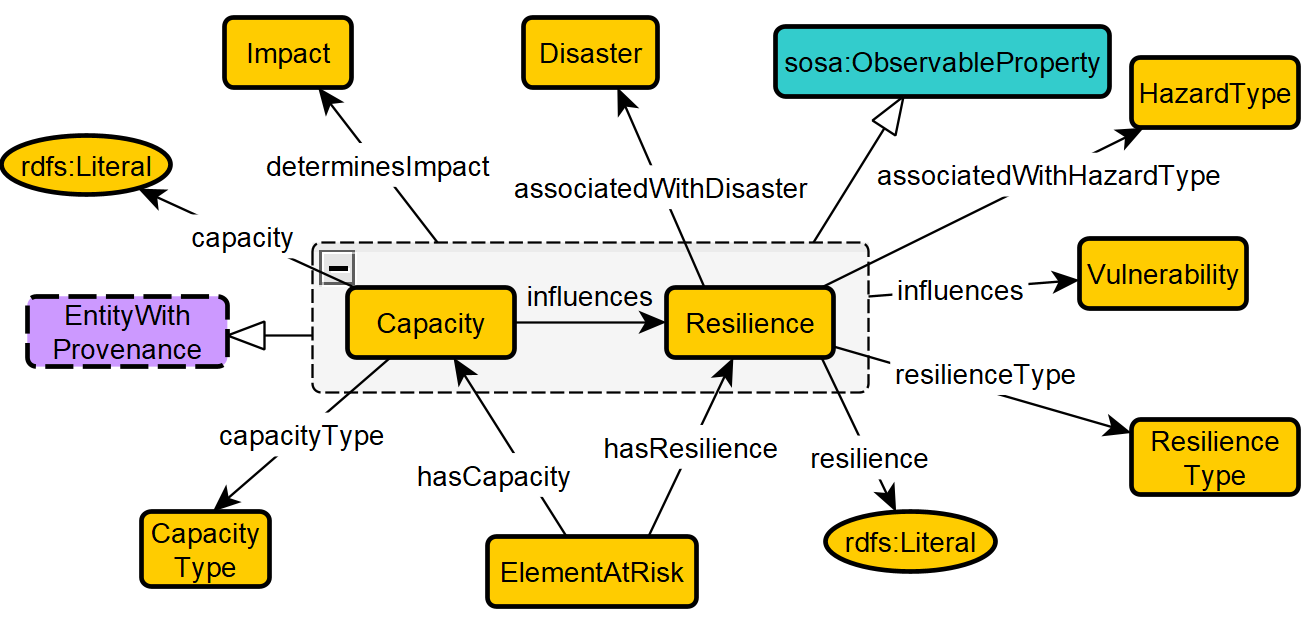 Impact
Disaster
sosa:ObservableProperty
HazardType
rdfs:Literal
determinesImpact
associatedWithDisaster
associatedWithHazardType
capacity
influences
Vulnerability
influences
EntityWith
Provenance
Capacity
Resilience
resilienceType
capacityType
hasCapacity
hasResilience
resilience
Resilience
Type
Capacity
Type
ElementAtRisk
rdfs:Literal